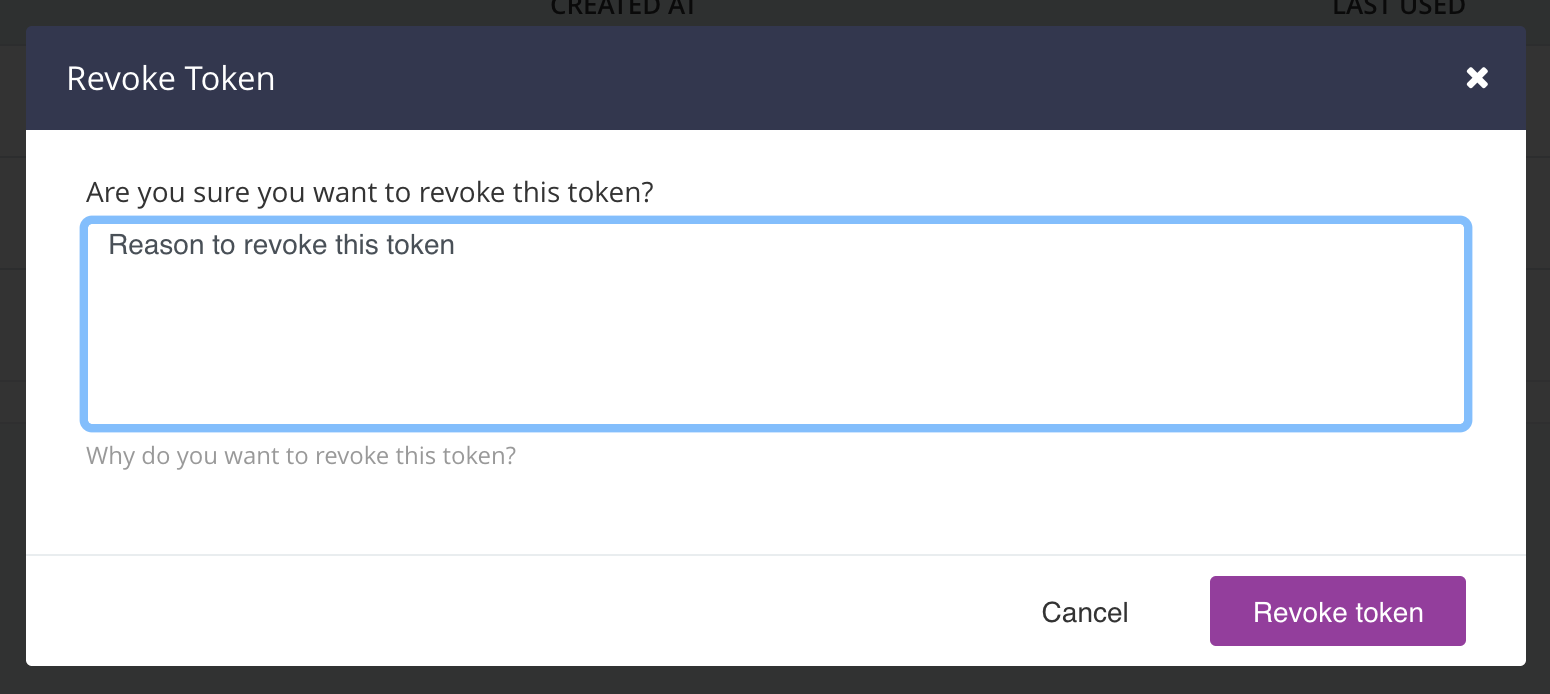 CREATED AT
LAST USED
Revoke Token
Are you sure you want to revoke this token?
Reason to revoke this token
Why do you want to revoke this token?
Cancel
Revoke token